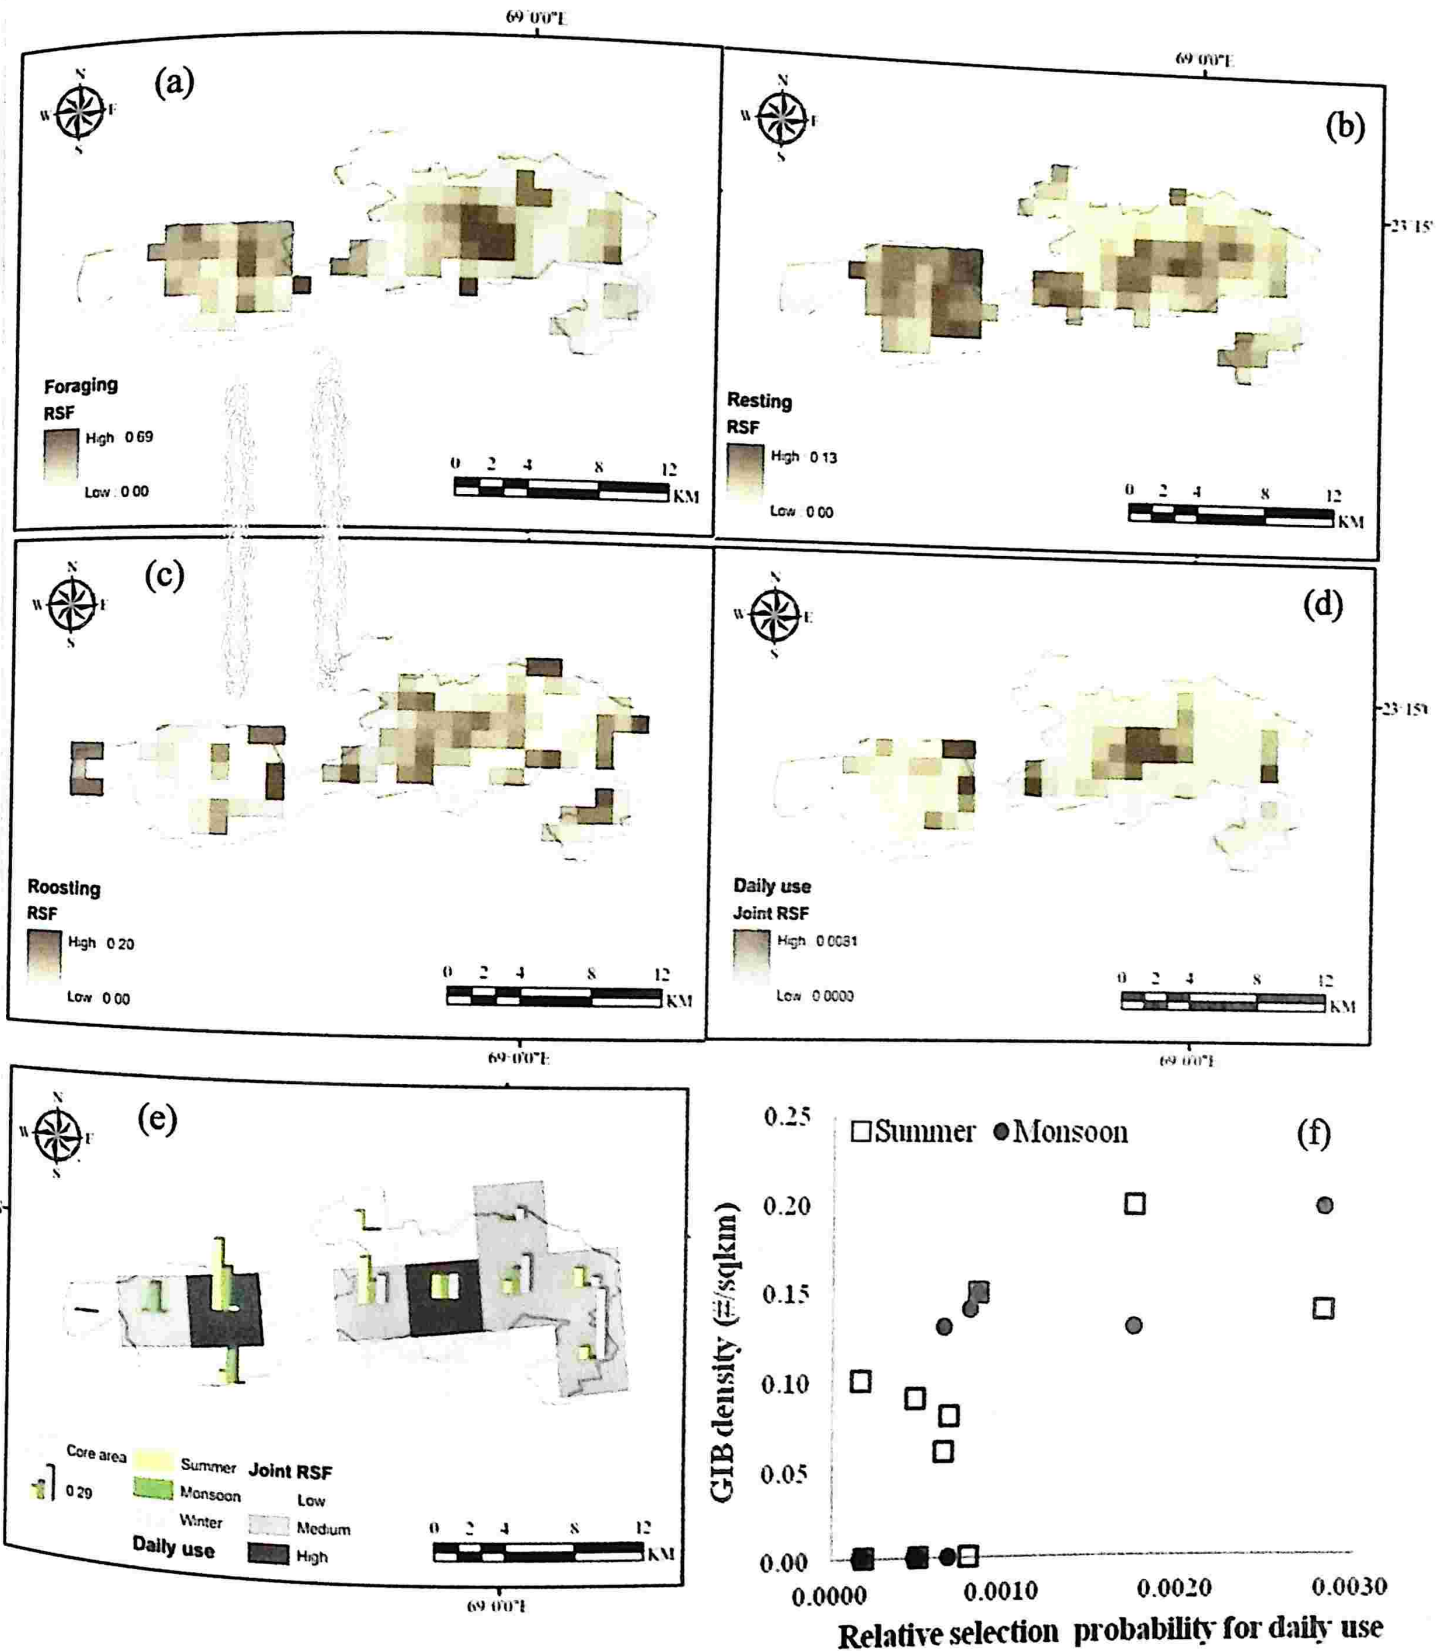 69°0'0"E
69°0'0"E
(a)
N
W E
S
(b)
N
W E
S
23°15'
Foraging
RSF
High 0 69
Low : 0 00
0 2 4 8 12
KM
Resting
RSF
High : 0 13
Low : 0 00
0 2 4 8 12
KM
(c)
N
W E
S
(d)
N
W E
S
23°15'
Roosting
RSF
High 0 20
Low 0 00
0 2 4 8 12
KM
Daily use
Joint RSF
High 0 0081
Low 0 0000
0 2 4 8 12
KM
69°0'0"E
69°0'0"E
(e)
N
W E
S
Core area
0 29
Summer
Monsoon
Winter
Daily use
Joint RSF
Low
Medium
High
0 2 4 8 12
KM
69°0'0"E
(f)
Summer Monsoon
GIB density (#/sqkm)
0.25
0.20
0.15
0.10
0.05
0.00
0.0000 0.0010 0.0020 0.0030
Relative selection probability for daily use